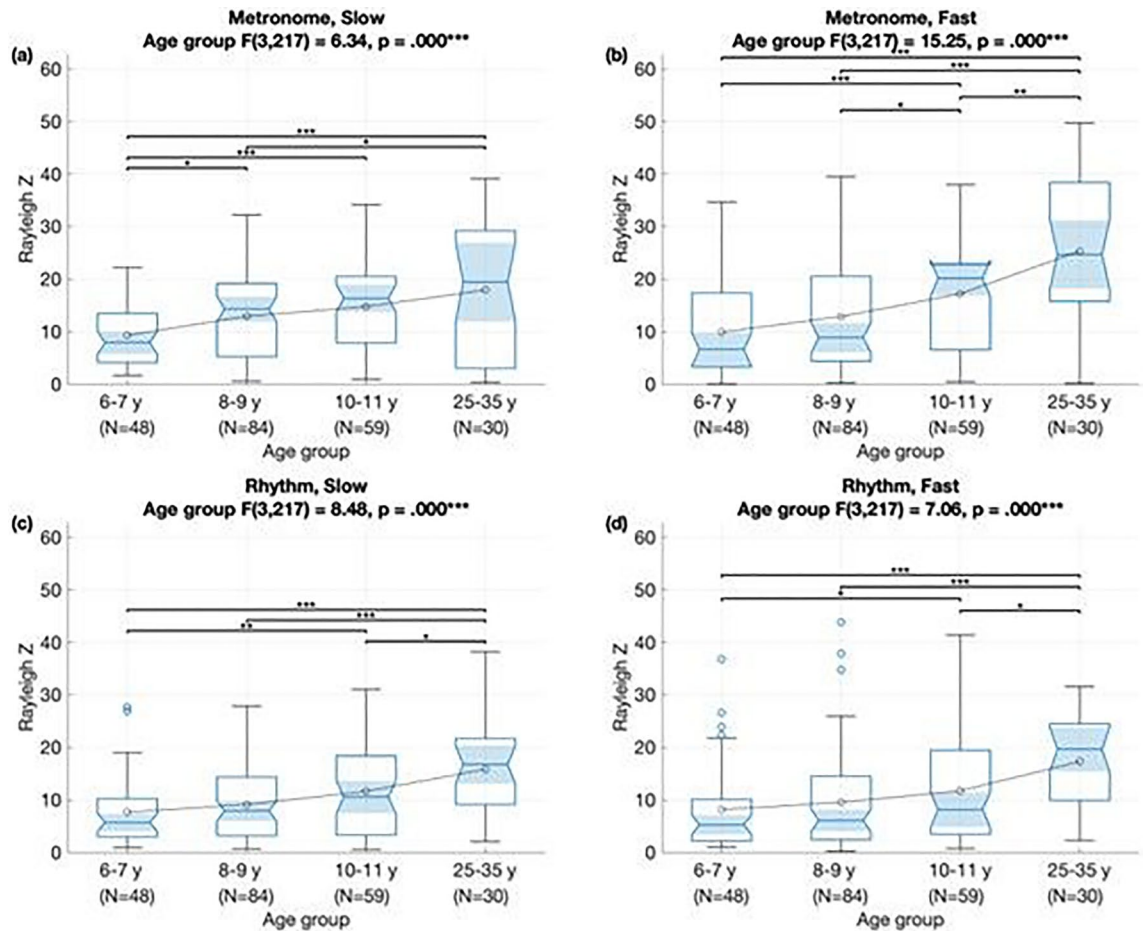 Metronome, Slow
Age group F(3,217) = 6.34, p = .000***
(a)
60
50
40
30
20
10
0
Rayleigh Z
***
*
***
*
6-7 y
8-9 y
10-11 y
25-35 y
(N=48)
(N=84)
(N=59)
(N=30)
Age group
Metronome, Fast
Age group F(3,217) = 15.25, p = .000***
(b)
60
50
40
30
20
10
0
Rayleigh Z
***
***
***
**
*
6-7 y
8-9 y
10-11 y
25-35 y
(N=48)
(N=84)
(N=59)
(N=30)
Age group
Rhythm, Slow
Age group F(3,217) = 8.48, p = .000***
(c)
60
50
40
30
20
10
0
Rayleigh Z
***
***
**
*
6-7 y
8-9 y
10-11 y
25-35 y
(N=48)
(N=84)
(N=59)
(N=30)
Age group
Rhythm, Fast
Age group F(3,217) = 7.06, p = .000***
(d)
60
50
40
30
20
10
0
Rayleigh Z
***
***
*
*
6-7 y
8-9 y
10-11 y
25-35 y
(N=48)
(N=84)
(N=59)
(N=30)
Age group